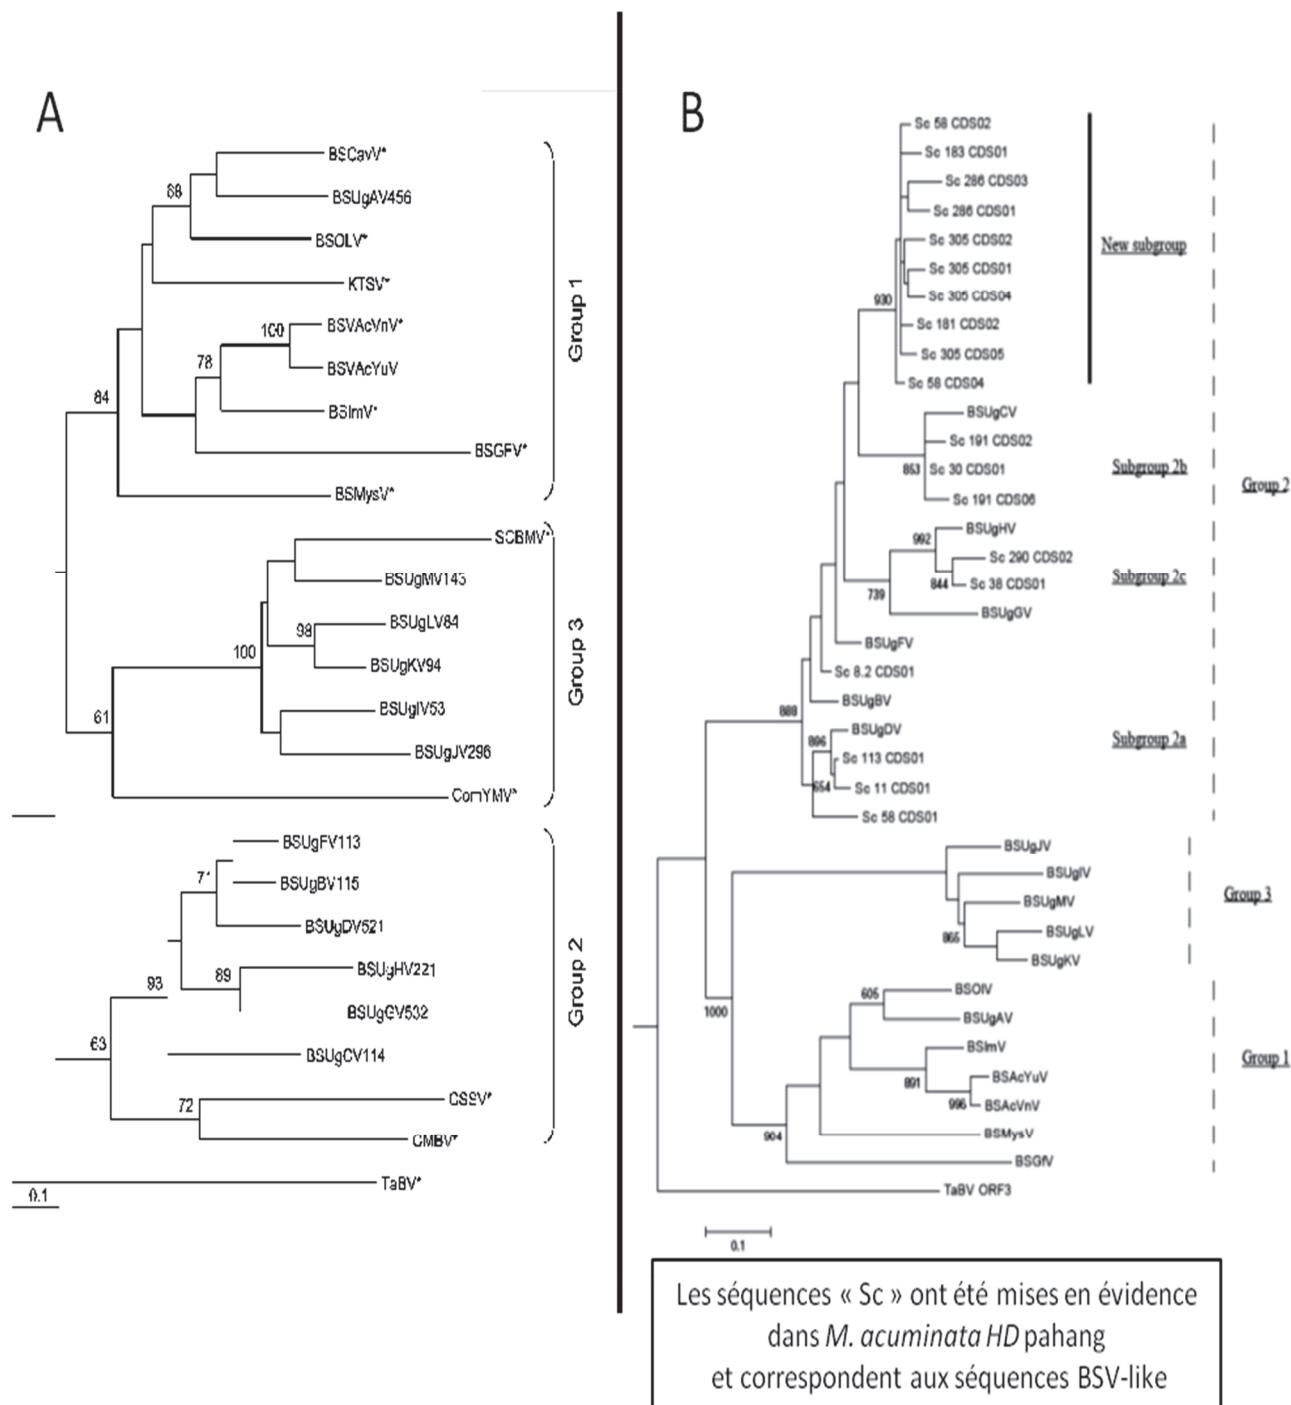 A
BSCavV*
88
BSUgAV456
BSOLV*
KTSV*
BSVAcVnV*
100
BSVAcYuV
78
BSImV*
84
BSGFV*
BSMysV*
Group 1
SCBMV*
BSUgMV145
BSUgLV84
98
BSUgKV94
100
BSUgIV53
61
BSUgJV296
ComYMV*
Group 3
BSUgFV113
71
BSUgBV115
BSUgDV521
BSUgHV221
89
93
BSUgGV532
63
BSUgCV114
CSSV*
72
CMBV*
Group 2
TaBV*
0.1
B
Sc 58 CDS02
Sc 183 CDS01
Sc 286 CDS03
Sc 286 CDS01
Sc 305 CDS02
New subgroup
Sc 305 CDS01
Sc 305 CDS04
930
Sc 181 CDS02
Sc 305 CDS05
Sc 58 CDS04
BSUgCV
Sc 191 CDS02
853
Sc 30 CDS01
Subgroup 2b
Group 2
Sc 191 CDS06
BSUgHV
992
Sc 290 CDS02
844
Sc 38 CDS01
Subgroup 2c
739
BSUgGV
BSUgFV
Sc 8.2 CDS01
BSUgBV
888
BSUgDV
896
Subgroup 2a
Sc 113 CDS01
654
Sc 11 CDS01
Sc 58 CDS01
BSUgJV
BSUgIV
Group 3
BSUgMV
865
BSUgLV
BSUgKV
605
BSOlV
1000
BSUgAV
BSImV
Group 1
891
BSAcYuV
996
BSAcVnV
904
BSMysV
BSGfV
TaBV ORF3
0.1
Les séquences « Sc » ont été mises en évidence
dans M. acuminata HD pahang
et correspondent aux séquences BSV-like